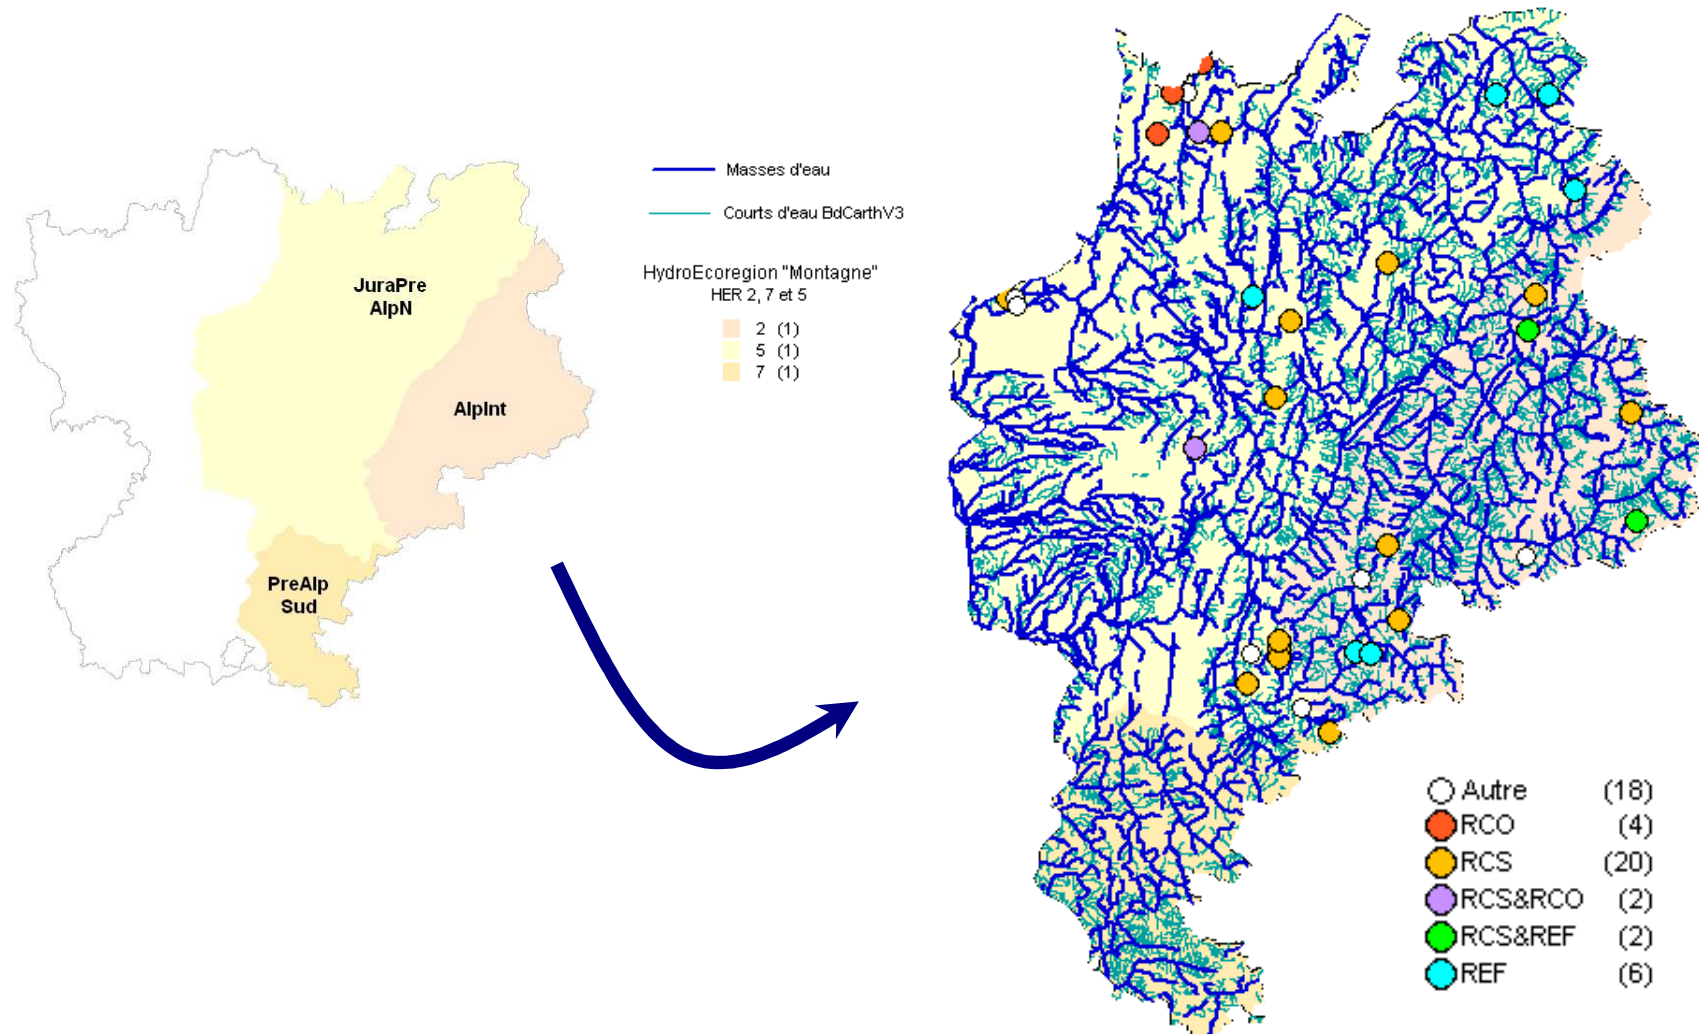 JuraPre
AlpN
AlpInt
PreAlp
Sud
Masses d'eau
Courts d'eau BdCarthV3
HydroEcoregion "Montagne"
HER 2, 7 et 5
2 (1)
5 (1)
7 (1)
Autre (18)
RCO (4)
RCS (20)
RCS&RCO (2)
RCS&REF (2)
REF (6)